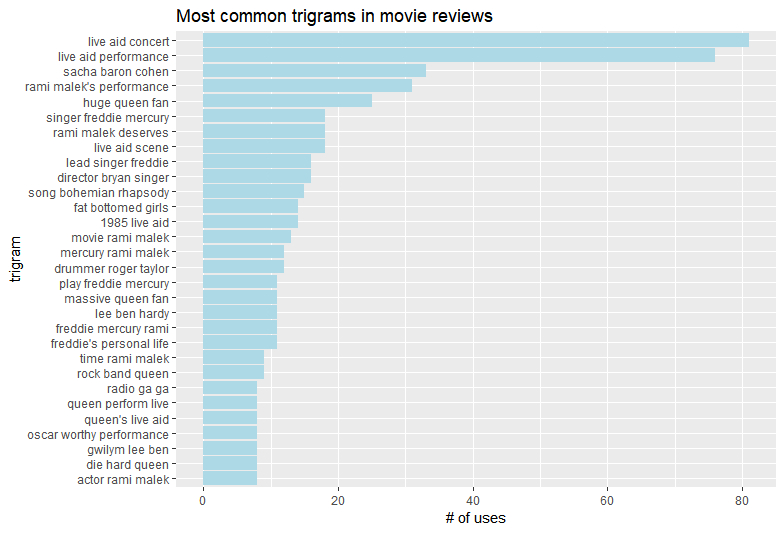 Most common trigrams in movie reviews
live aid concert
live aid performance
sacha baron cohen
rami malek's performance
huge queen fan
singer freddie mercury
rami malek deserves
live aid scene
lead singer freddie
director bryan singer
song bohemian rhapsody
fat bottomed girls
1985 live aid
movie rami malek
mercury rami malek
drummer roger taylor
play freddie mercury
massive queen fan
lee ben hardy
freddie mercury rami
freddie's personal life
time rami malek
rock band queen
radio ga ga
queen perform live
queen's live aid
oscar worthy performance
gwilym lee ben
die hard queen
actor rami malek
trigram
0 20 40 60 80
# of uses